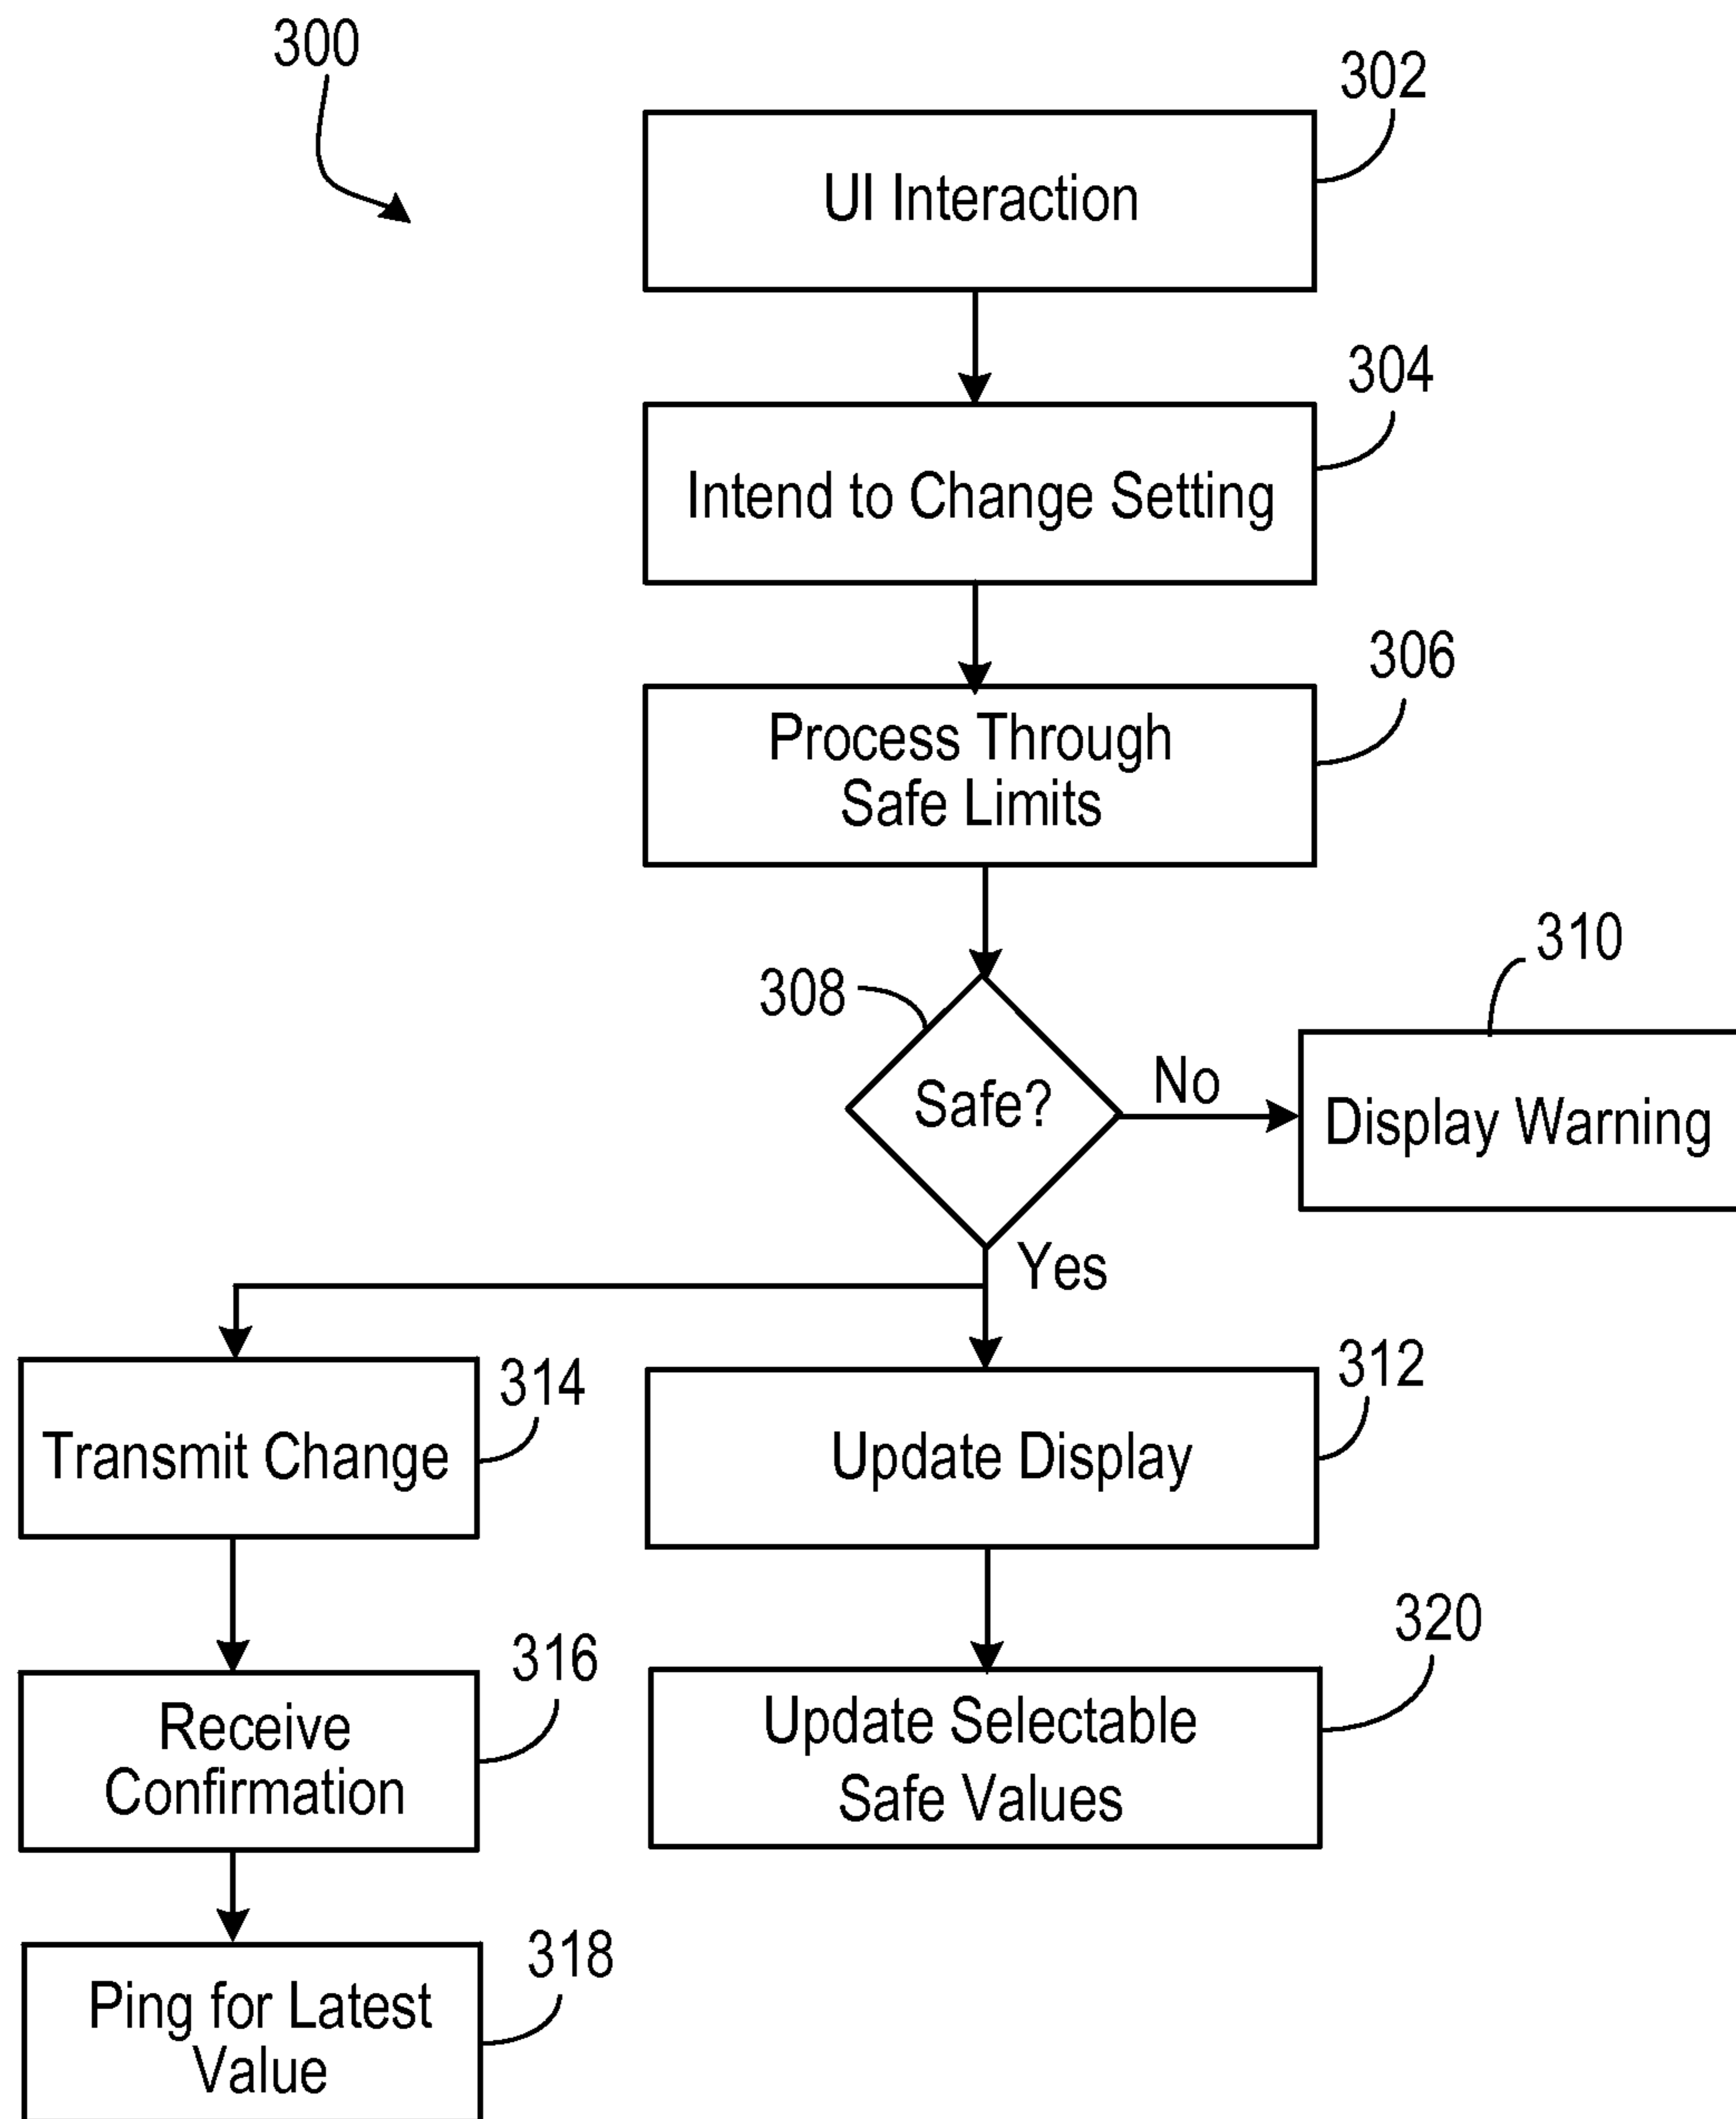 300
302
UI Interaction
304
Intend to Change Setting
306
Process Through
Safe Limits
308
Safe?
No
310
Display Warning
Yes
314
Transmit Change
312
Update Display
316
Receive
Confirmation
320
Update Selectable
Safe Values
318
Ping for Latest
Value